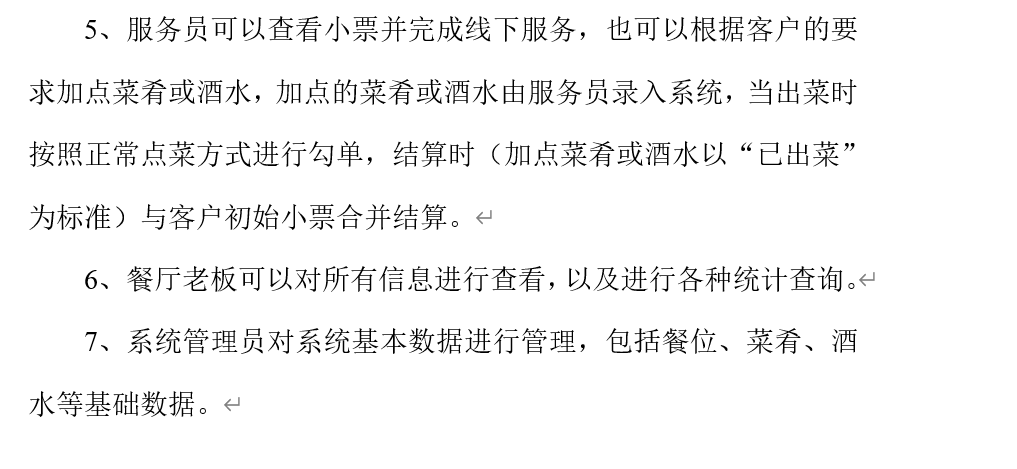 5、服务员可以查看小票并完成线下服务，也可以根据客户的要
求加点菜肴或酒水，加点的菜肴或酒水由服务员录入系统，当出菜时
按照正常点菜方式进行勾单，结算时（加点菜肴或酒水以“已出菜”
为标准）与客户初始小票合并结算。↵
6、餐厅老板可以对所有信息进行查看，以及进行各种统计查询。↵
7、系统管理员对系统基本数据进行管理，包括餐位、菜肴、酒
水等基础数据。↵